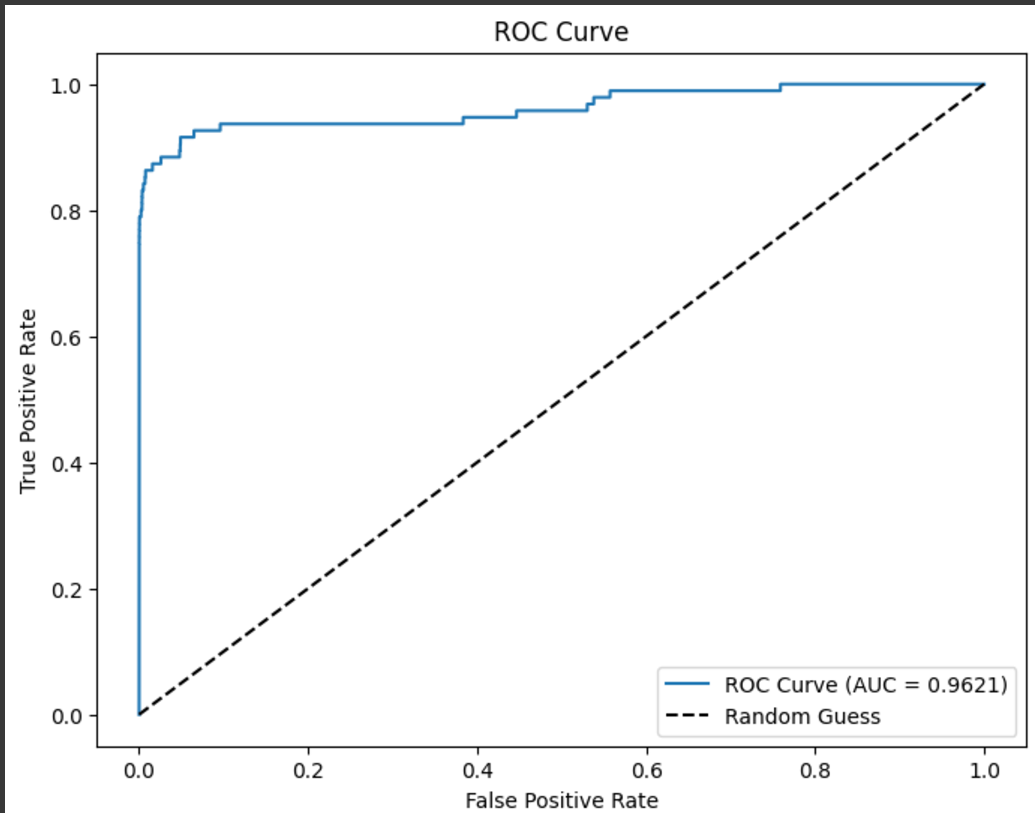 ROC Curve
True Positive Rate
1.0
0.8
0.6
0.4
0.2
0.0
ROC Curve (AUC = 0.9621)
Random Guess
0.0 0.2 0.4 0.6 0.8 1.0
False Positive Rate